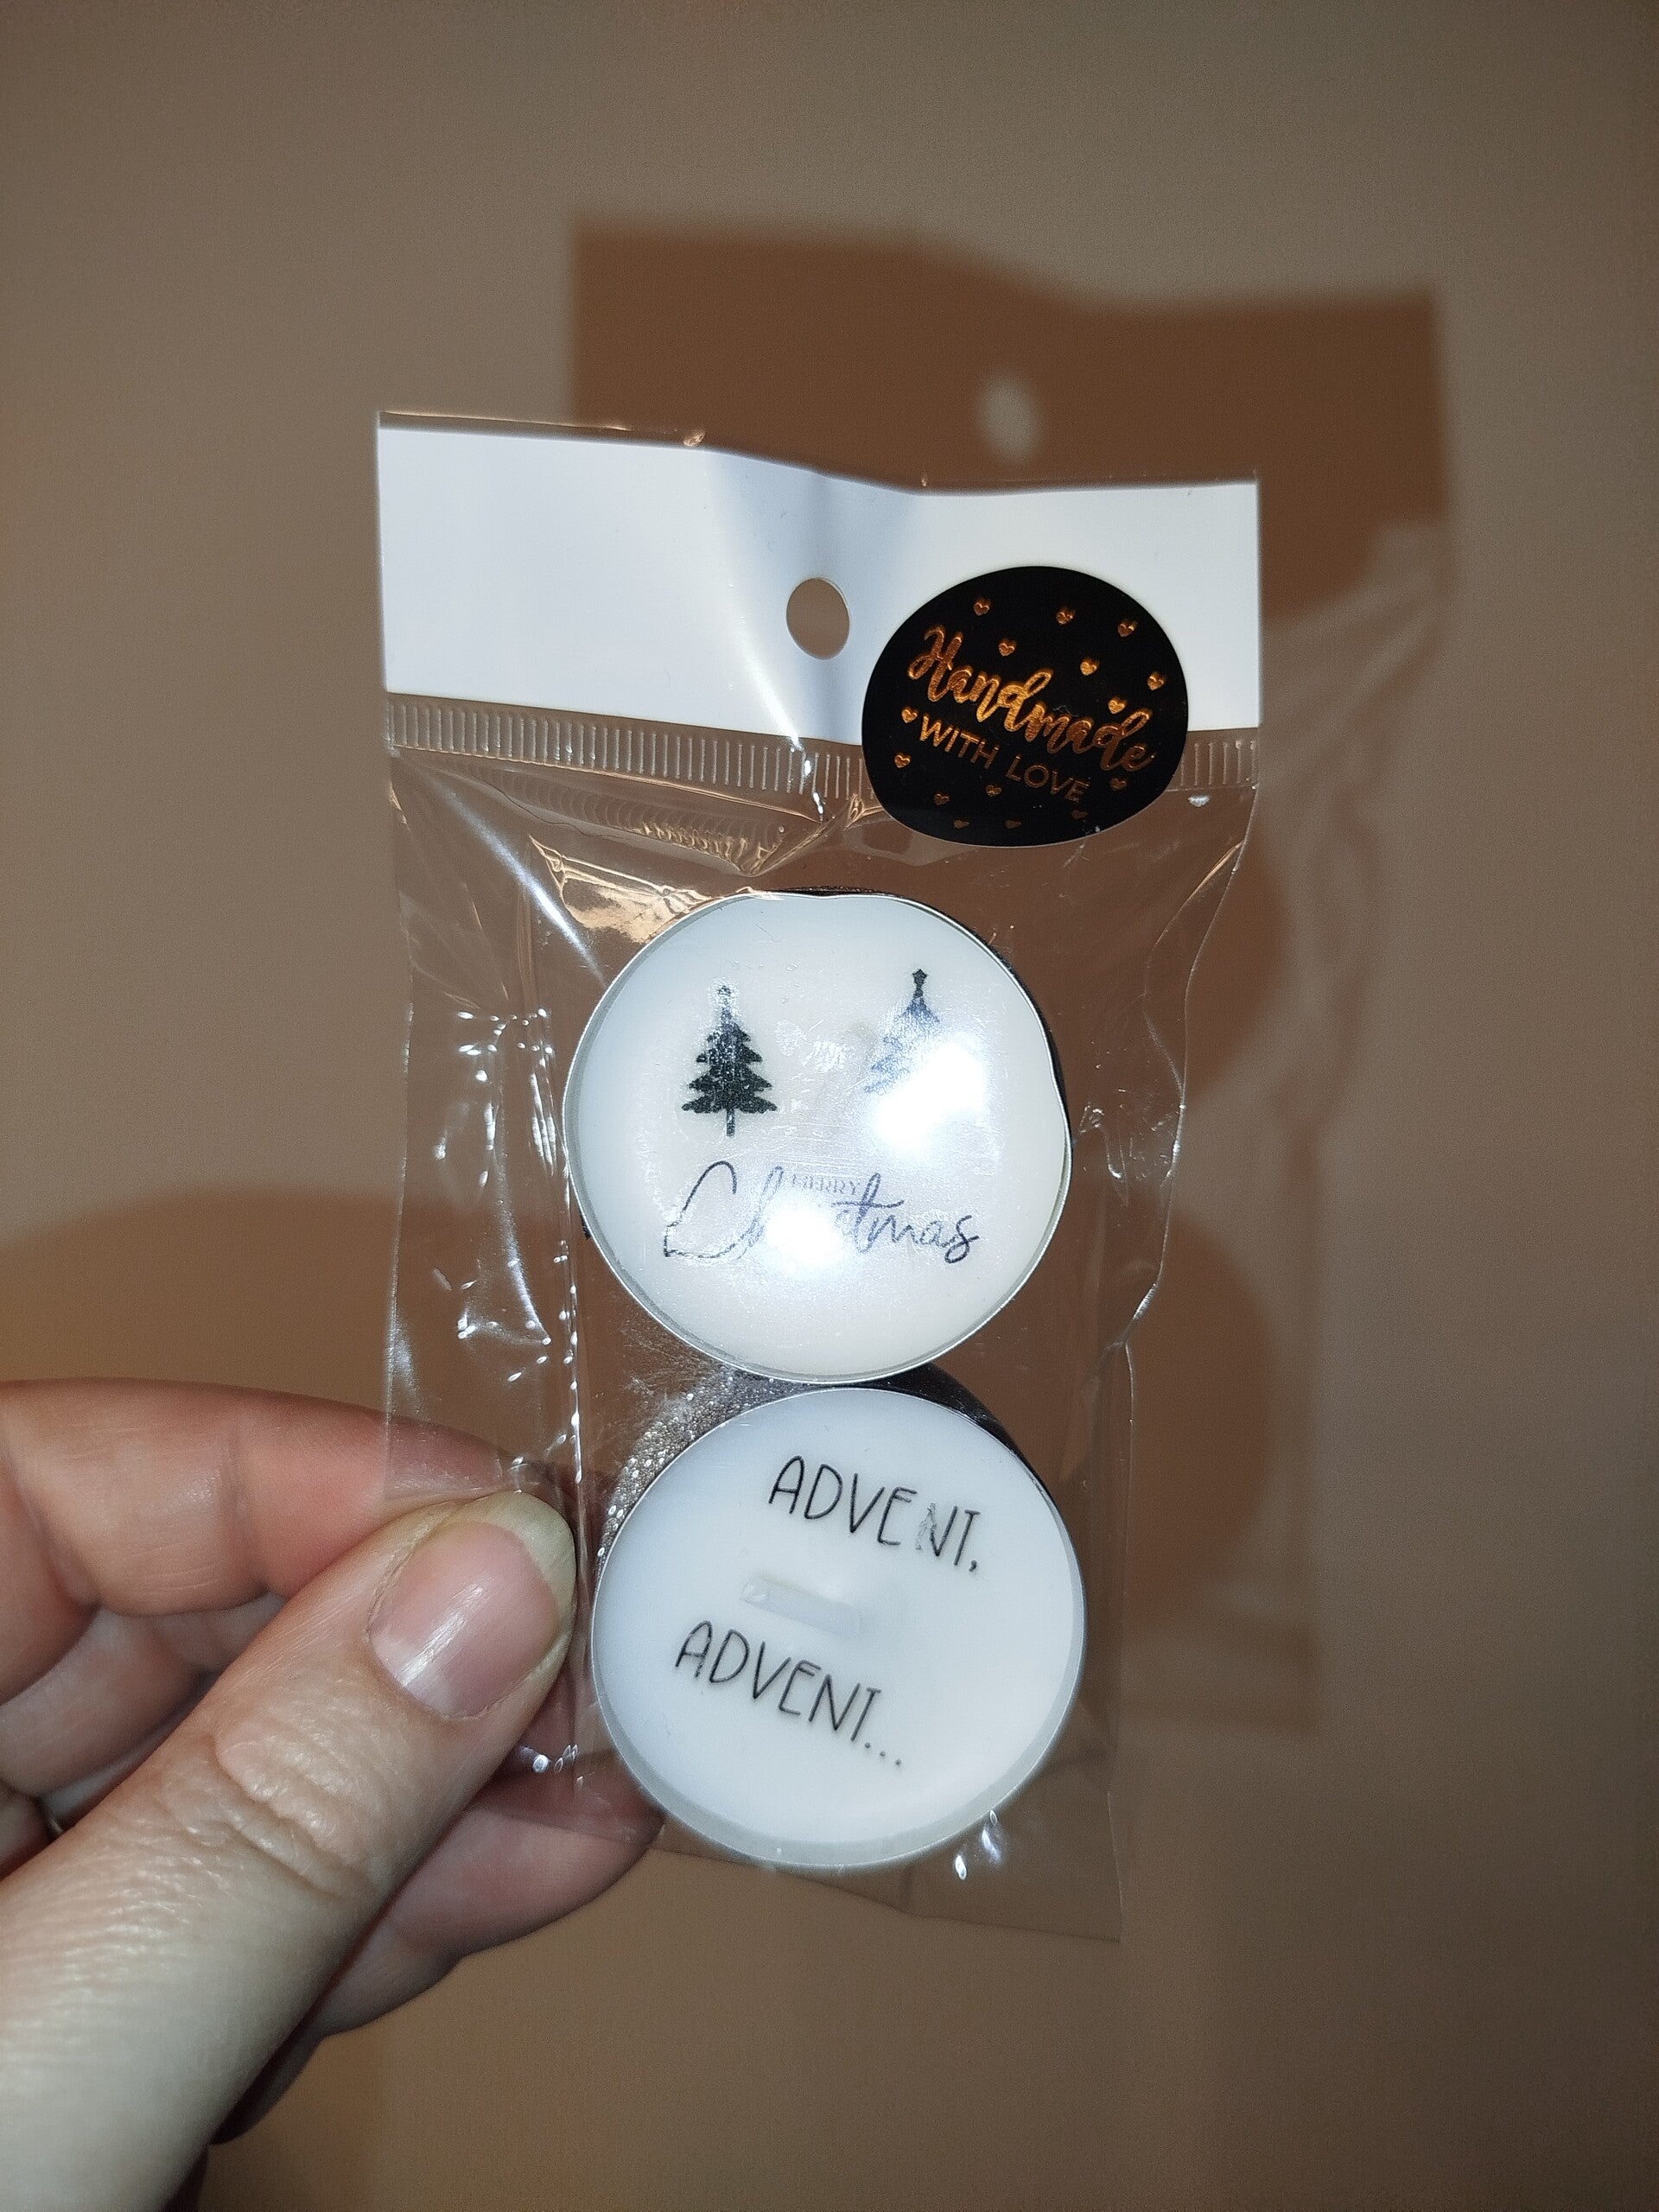 Handmade
WITH LOVE
MERRY
Christmas
ADVENT,
ADVENT...